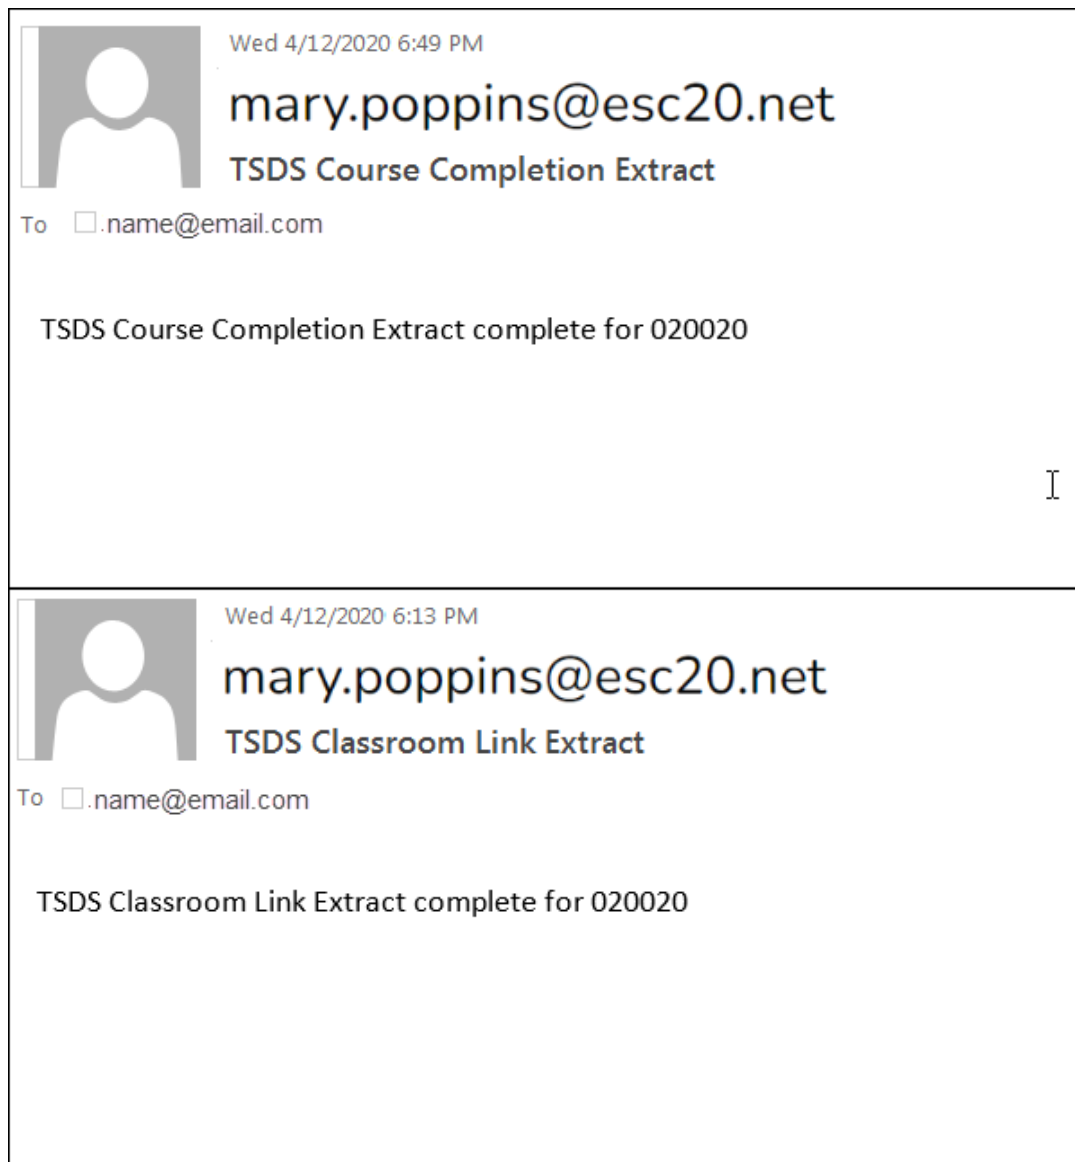 Wed 4/12/2020 6:49 PM
mary.poppins@esc20.net
TSDS Course Completion Extract
To name@email.com
TSDS Course Completion Extract complete for 020020
Wed 4/12/2020 6:13 PM
mary.poppins@esc20.net
TSDS Classroom Link Extract
To name@email.com
TSDS Classroom Link Extract complete for 020020